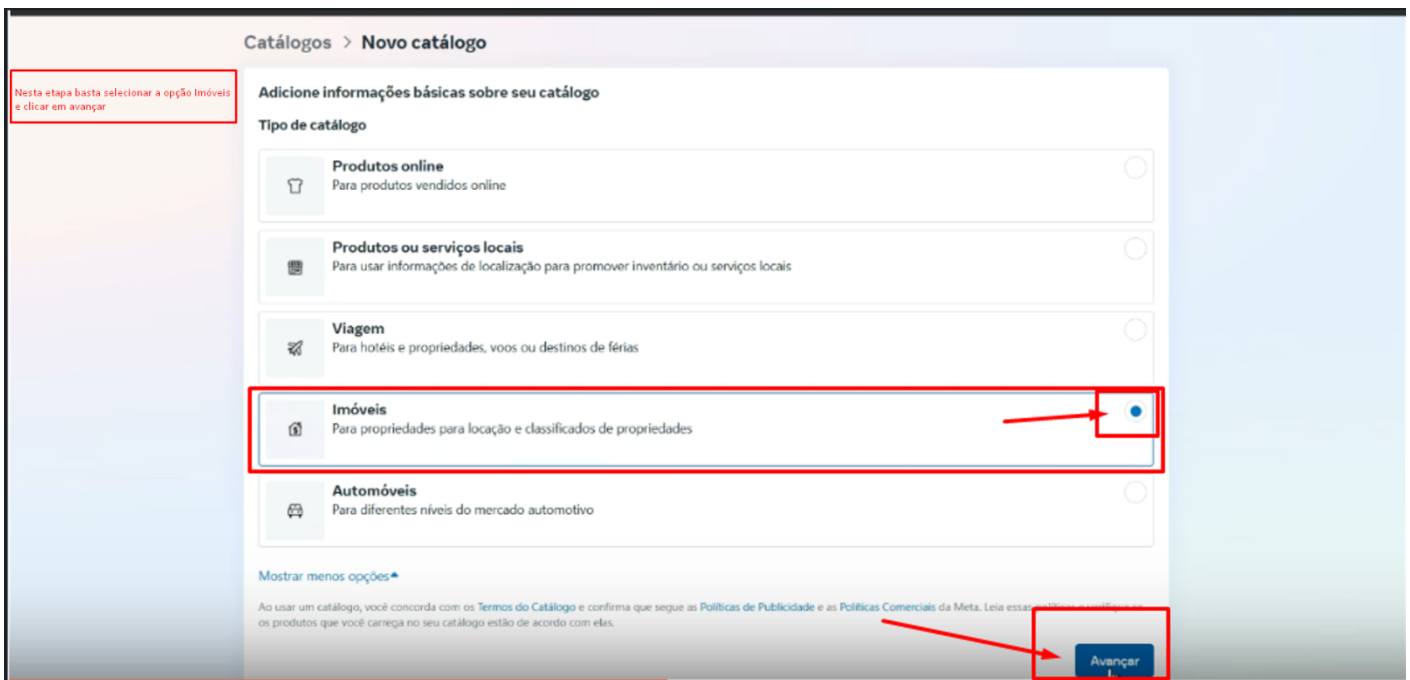 Catálogos > Novo catálogo
Nesta etapa basta selecionar a opção Imóveis
e clicar em avançar
Adicione informações básicas sobre seu catálogo
Tipo de catálogo
Produtos online
Para produtos vendidos online
Produtos ou serviços locais
Para usar informações de localização para promover inventário ou serviços locais
Viagem
Para hotéis e propriedades, voos ou destinos de férias
Imóveis
Para propriedades para locação e classificados de propriedades
Automóveis
Para diferentes níveis do mercado automotivo
Mostrar menos opções
Ao usar um catálogo, você concorda com os Termos do Catálogo e confirma que segue as Políticas de Publicidade e as Políticas Comerciais da Meta. Leia essas políticas e verifique se
os produtos que você carrega no seu catálogo estão de acordo com elas.
Avançar